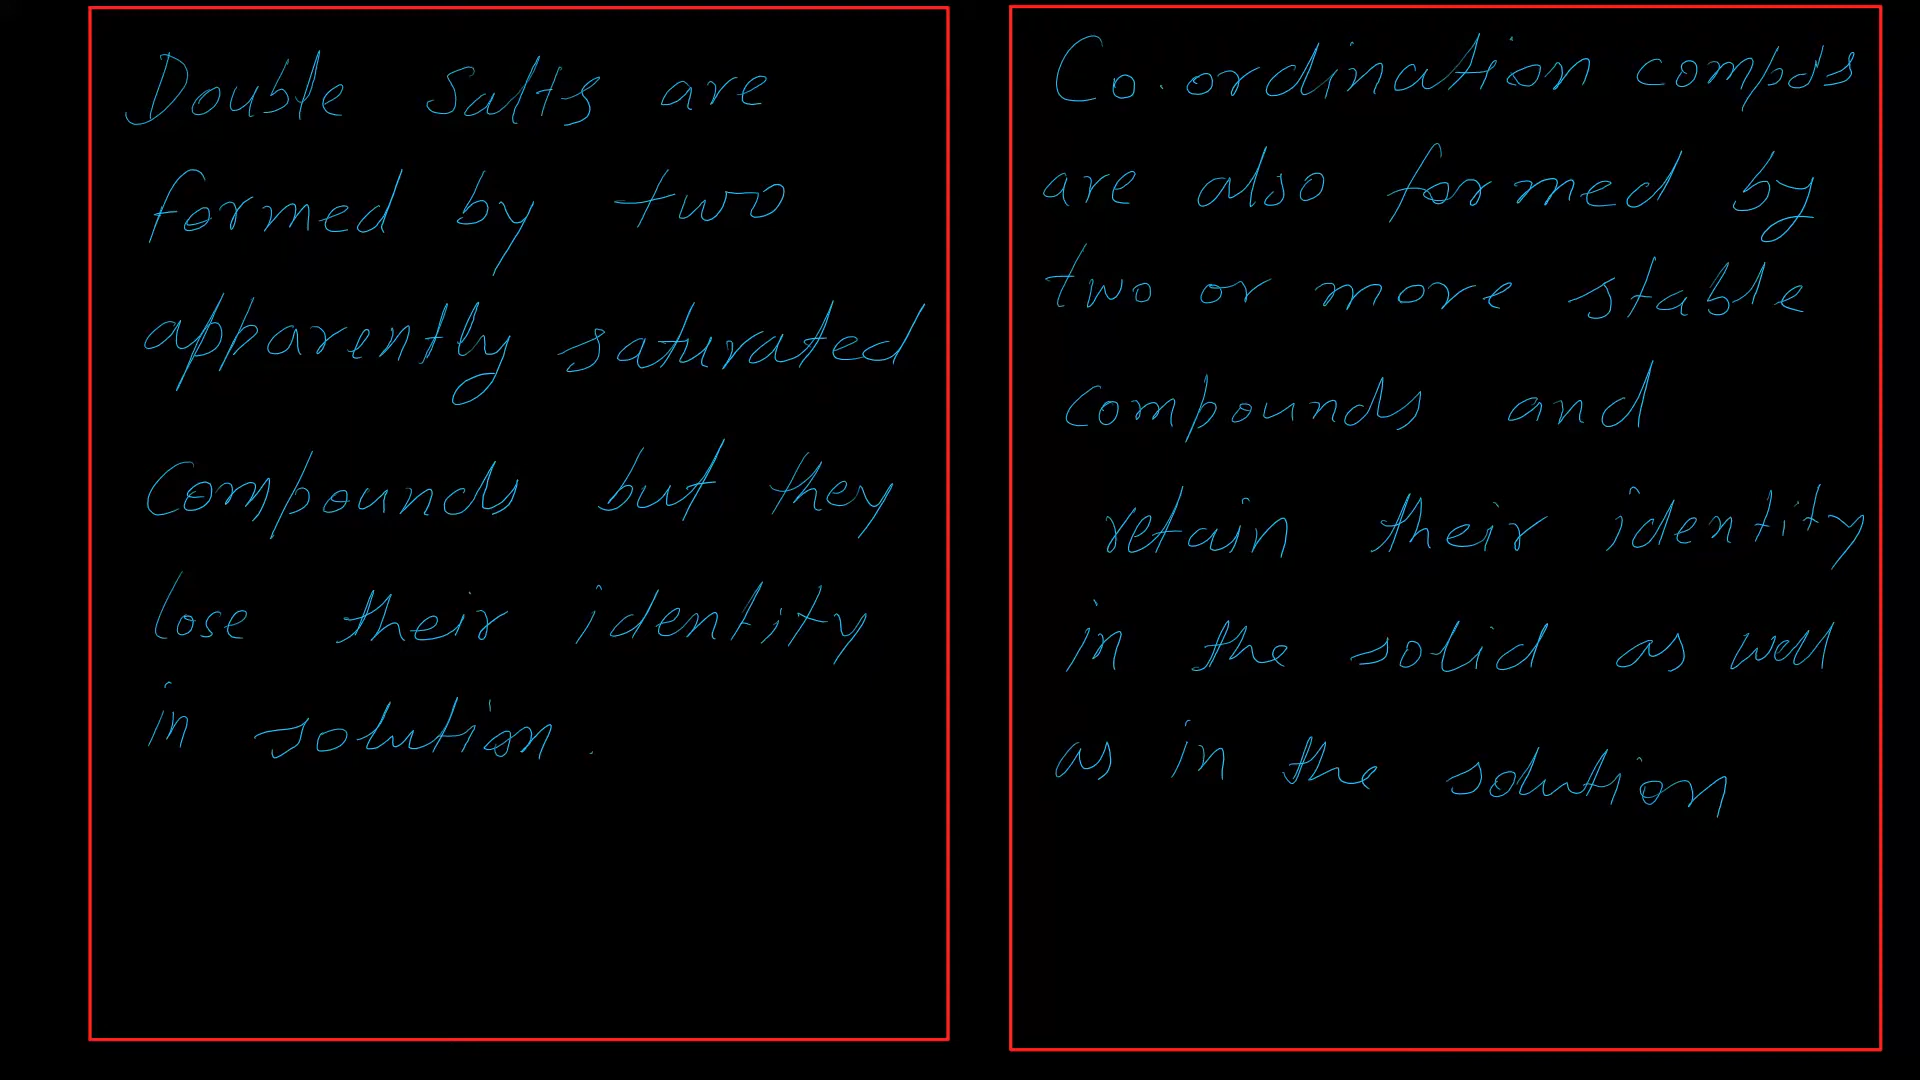 Double Salts are
formed by two
apparently saturated
Compounds but they
lose their identity
in solution.
Co-ordination compds
are also formed by
two or more stable
compounds and
retain their identity
in the solid as well
as in the solution